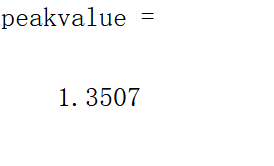 peakvalue =
1.3507